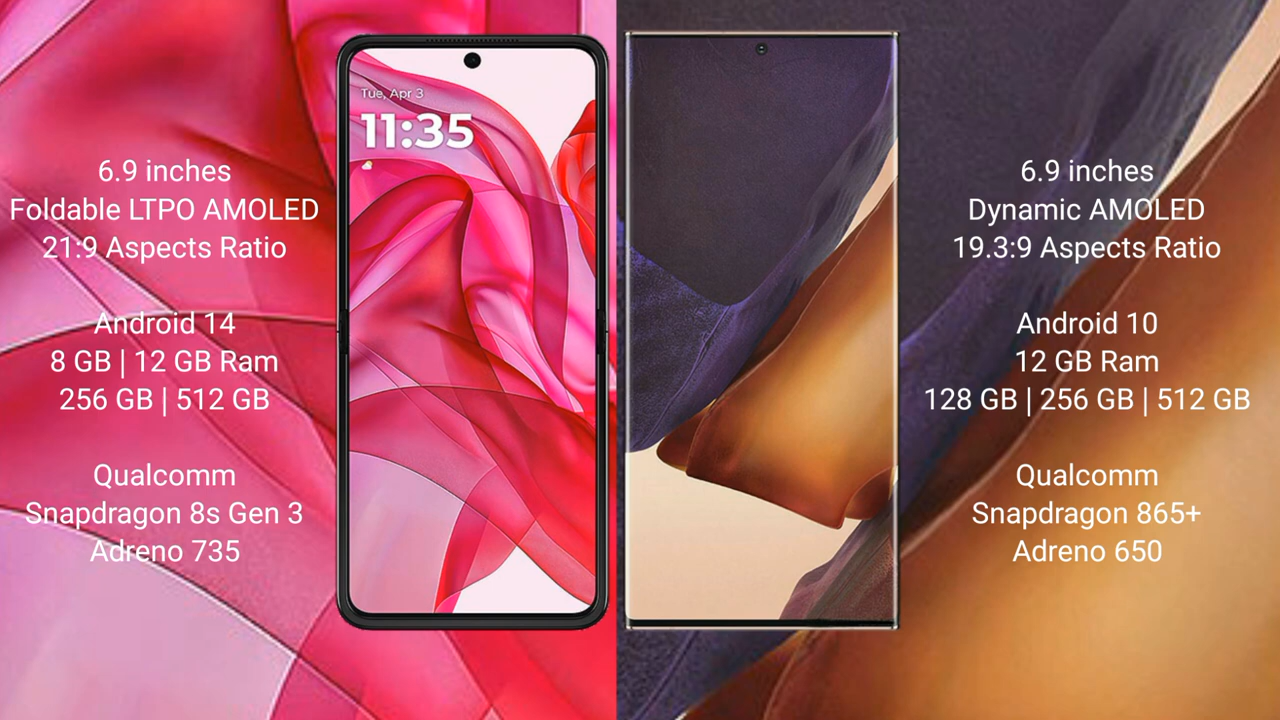 Tue, Apr 3
11:35
6.9 inches
Foldable LTPO AMOLED
21:9 Aspects Ratio
Android 14
8 GB | 12 GB Ram
256 GB | 512 GB
Qualcomm
Snapdragon 8s Gen 3
Adreno 735
6.9 inches
Dynamic AMOLED
19.3:9 Aspects Ratio
Android 10
12 GB Ram
128 GB | 256 GB | 512 GB
Qualcomm
Snapdragon 865+
Adreno 650